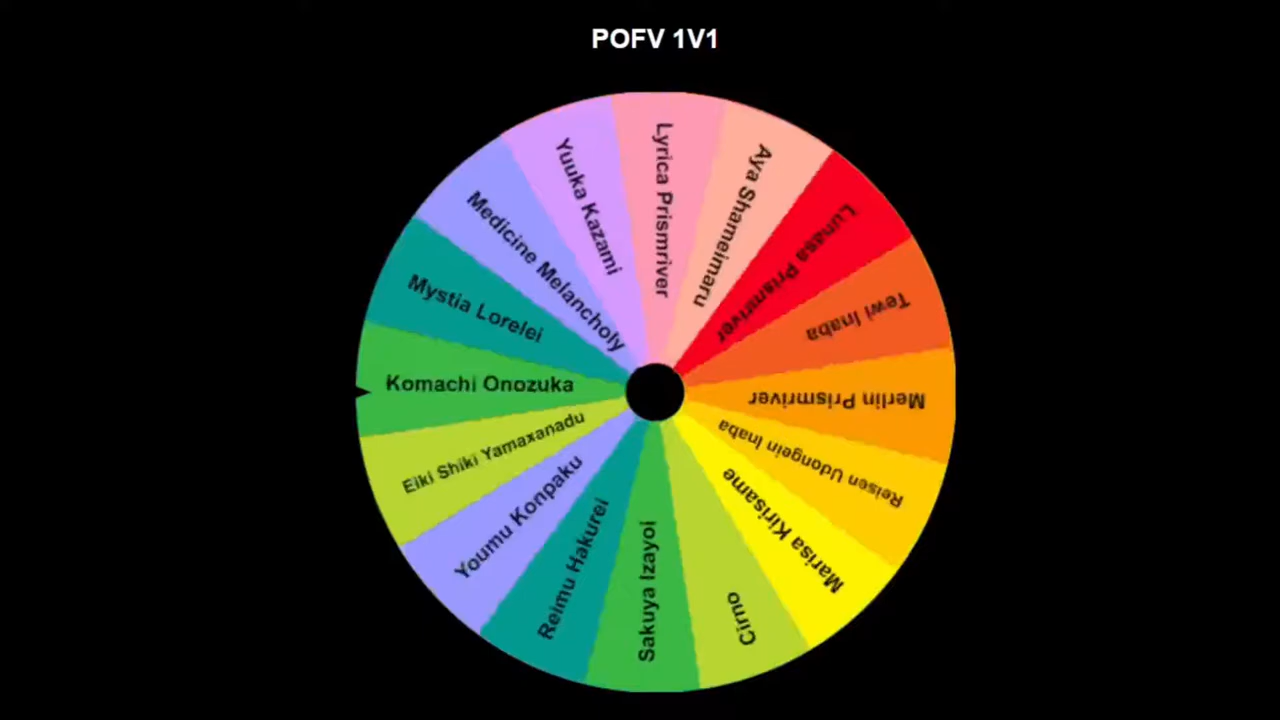 POFV 1V1
Lyrica Prismriver
Aya Shameimaru
Lunasa Prismriver
Tewi Inaba
Merlin Prismriver
Reisen Udongein Inaba
Marisa Kirisame
Cirno
Sakuya Izayoi
Reimu Hakurei
Youmu Konpaku
Eiki Shiki Yamaxanadu
Komachi Onozuka
Mystia Lorelei
Medicine Melancholy
Yuuka Kazami